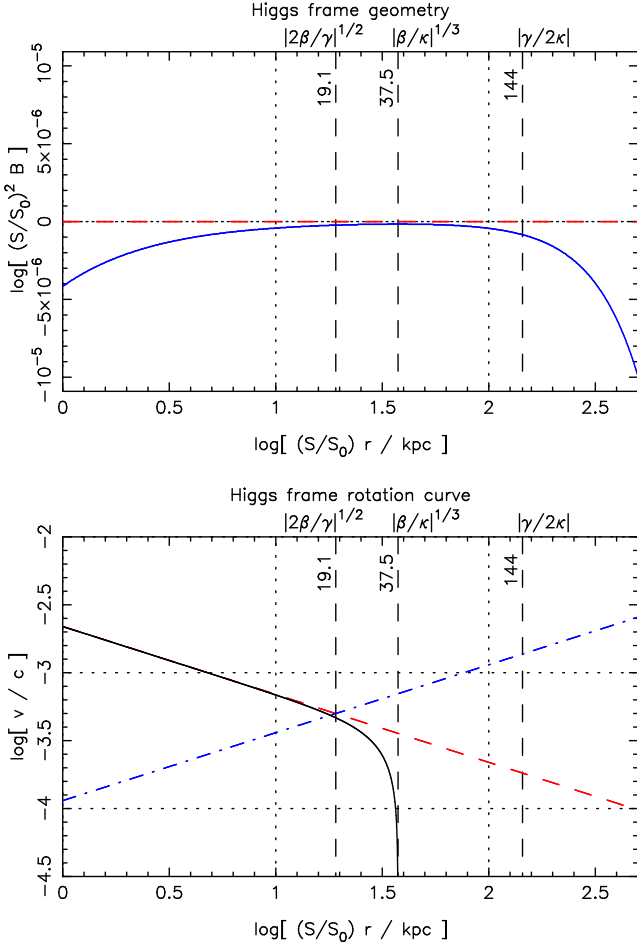 Higgs frame geometry
|2β/γ|^1/2 |β/κ|^1/3 |γ/2κ|
19.1 37.5 144
log[ (S/S₀)² B ]
10⁻⁵
5×10⁻⁶
0
−5×10⁻⁶
−10⁻⁵
0 0.5 1 1.5 2 2.5
log[ (S/S₀) r / kpc ]
Higgs frame rotation curve
|2β/γ|^1/2 |β/κ|^1/3 |γ/2κ|
19.1 37.5 144
log[ v / c ]
−2
−2.5
−3
−3.5
−4
−4.5
0 0.5 1 1.5 2 2.5
log[ (S/S₀) r / kpc ]